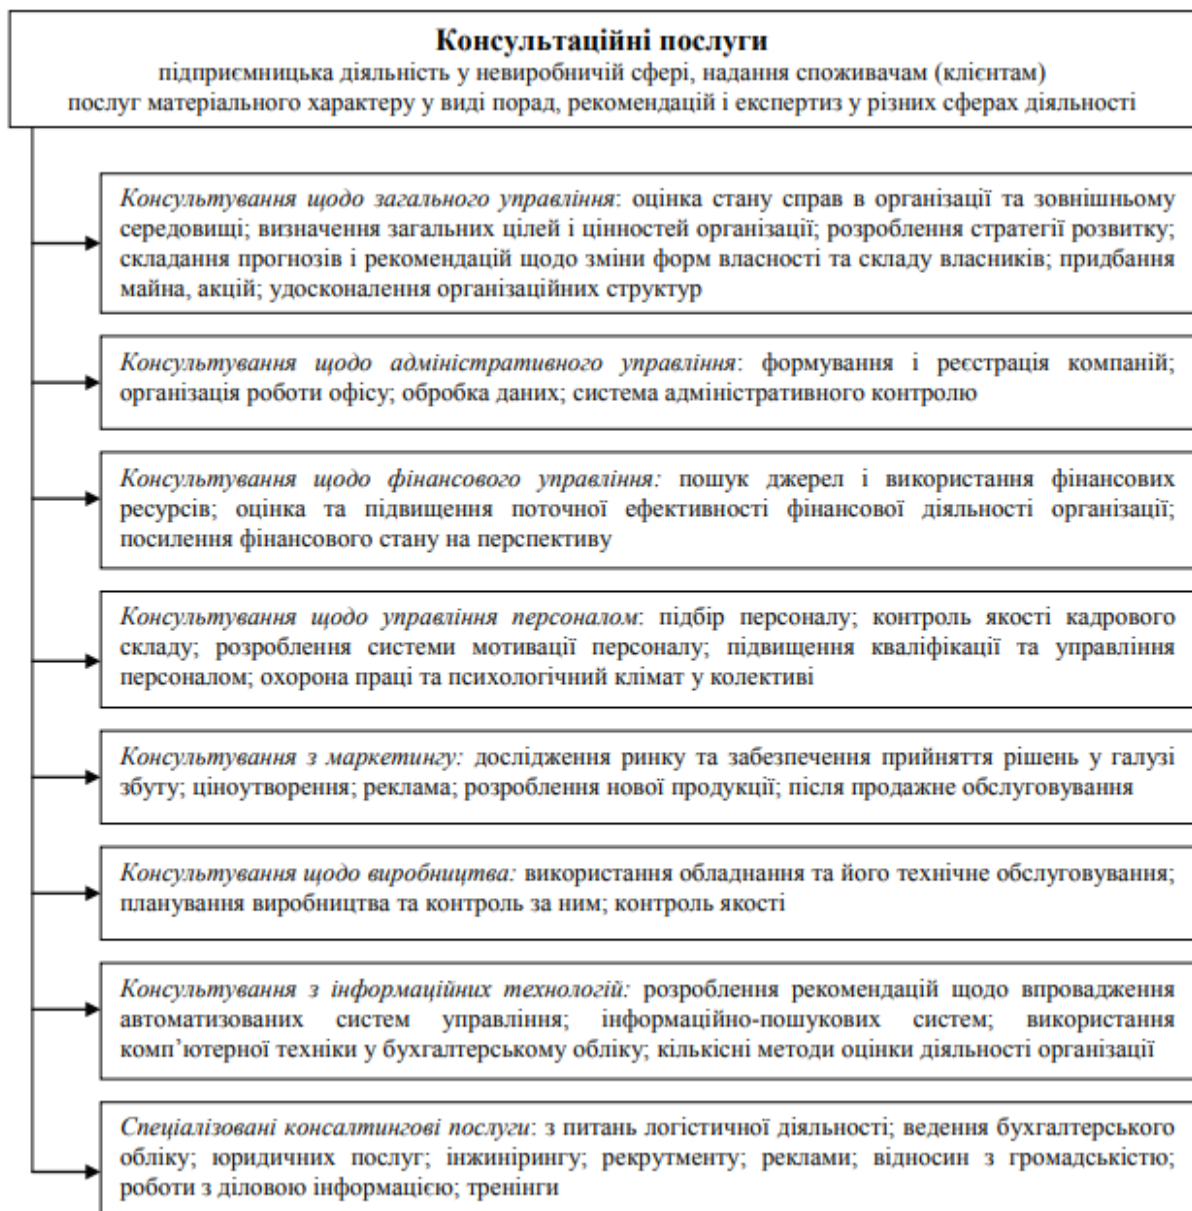 Консультаційні послуги
підприємницька діяльність у невиробничій сфері, надання споживачам (клієнтам)
послуг матеріального характеру у виді порад, рекомендацій і експертиз у різних сферах діяльності
Консультування щодо загального управління: оцінка стану справ в організації та зовнішньому
середовищі; визначення загальних цілей і цінностей організації; розроблення стратегії розвитку;
складання прогнозів і рекомендацій щодо зміни форм власності та складу власників; придбання
майна, акцій; удосконалення організаційних структур
Консультування щодо адміністративного управління: формування і реєстрація компаній;
організація роботи офісу; обробка даних; система адміністративного контролю
Консультування щодо фінансового управління: пошук джерел і використання фінансових
ресурсів; оцінка та підвищення поточної ефективності фінансової діяльності організації;
посилення фінансового стану на перспективу
Консультування щодо управління персоналом: підбір персоналу; контроль якості кадрового
складу; розроблення системи мотивації персоналу; підвищення кваліфікації та управління
персоналом; охорона праці та психологічний клімат у колективі
Консультування з маркетингу: дослідження ринку та забезпечення прийняття рішень у галузі
збуту; ціноутворення; реклама; розроблення нової продукції; після продажне обслуговування
Консультування щодо виробництва: використання обладнання та його технічне обслуговування;
планування виробництва та контроль за ним; контроль якості
Консультування з інформаційних технологій: розроблення рекомендацій щодо впровадження
автоматизованих систем управління; інформаційно-пошукових систем; використання
комп’ютерної техніки у бухгалтерському обліку; кількісні методи оцінки діяльності організації
Спеціалізовані консалтингові послуги: з питань логістичної діяльності; ведення бухгалтерського
обліку; юридичних послуг; інжинірингу; рекрутменту; реклами; відносин з громадськістю;
роботи з діловою інформацією; тренінги